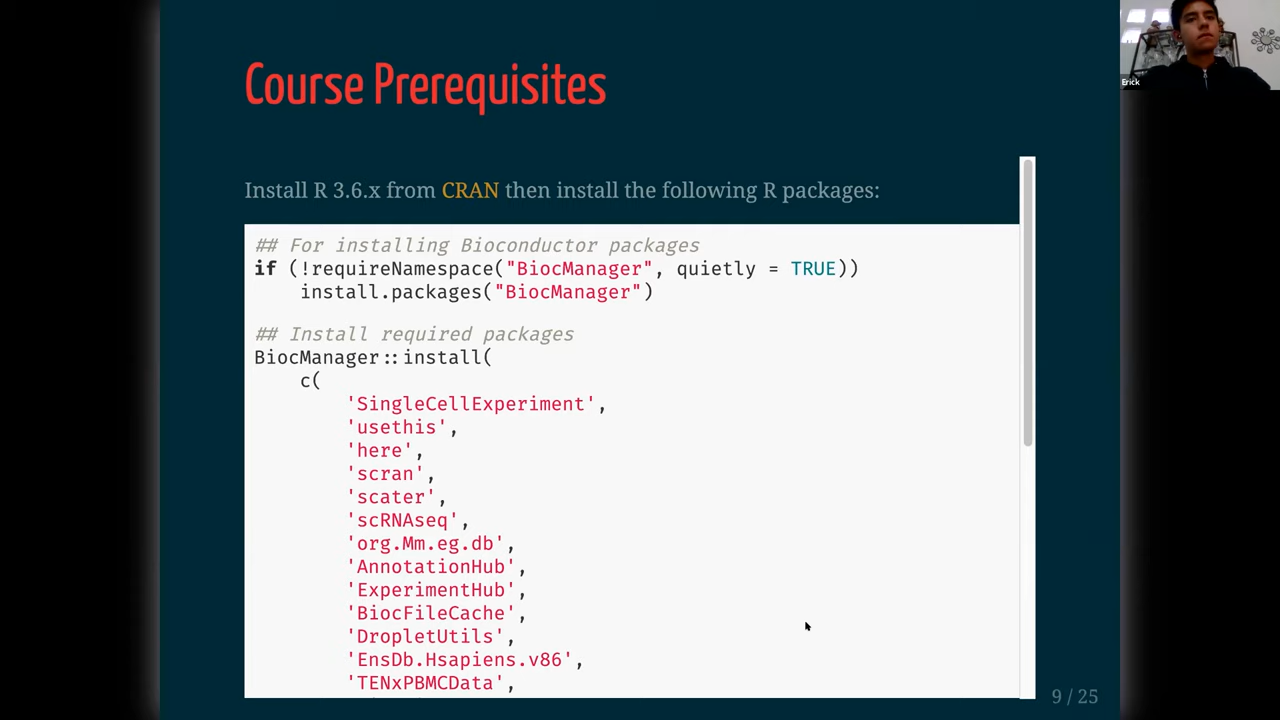 Course Prerequisites
Erick
Install R 3.6.x from CRAN then install the following R packages:
## For installing Bioconductor packages
if (!requireNamespace("BiocManager", quietly = TRUE))
    install.packages("BiocManager")
## Install required packages
BiocManager::install(
    c(
        'SingleCellExperiment',
        'usethis',
        'here',
        'scran',
        'scater',
        'scRNAseq',
        'org.Mm.eg.db',
        'AnnotationHub',
        'ExperimentHub',
        'BiocFileCache',
        'DropletUtils',
        'EnsDb.Hsapiens.v86',
        'TENxPBMCData',
9 / 25